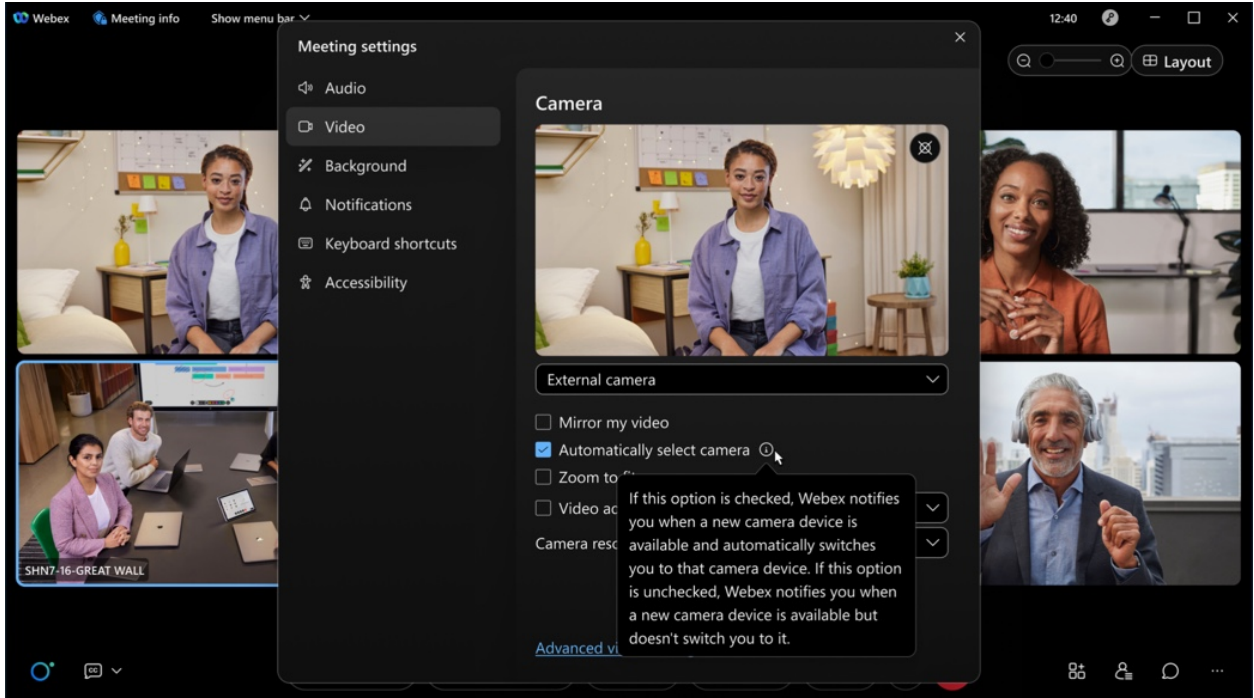 Webex
Meeting info
Show menu bar
12:40
Layout
Meeting settings
Audio
Video
Background
Notifications
Keyboard shortcuts
Accessibility
Camera
External camera
Mirror my video
Automatically select camera
Zoom to
Video
Camera
If this option is checked, Webex notifies
you when a new camera device is
available and automatically switches
you to that camera device. If this option
is unchecked, Webex notifies you when
a new camera device is available but
doesn't switch you to it.
Advanced
SHN7-16-GREAT WALL
CC